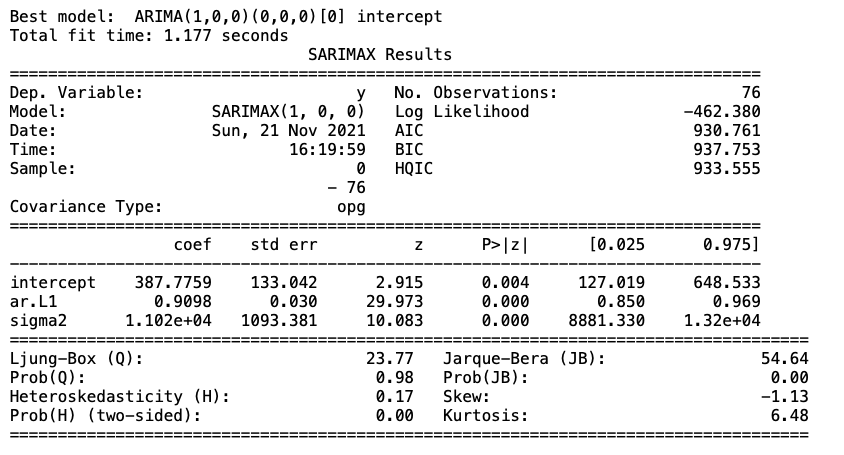 Best model:  ARIMA(1,0,0)(0,0,0)[0] intercept
Total fit time: 1.177 seconds
                               SARIMAX Results
==============================================================================
Dep. Variable:                      y   No. Observations:                   76
Model:               SARIMAX(1, 0, 0)   Log Likelihood                -462.380
Date:                Sun, 21 Nov 2021   AIC                            930.761
Time:                        16:19:59   BIC                            937.753
Sample:                             0   HQIC                           933.555
                                 - 76
Covariance Type:                  opg
==============================================================================
                 coef    std err          z      P>|z|      [0.025      0.975]
------------------------------------------------------------------------------
intercept    387.7759    133.042      2.915      0.004     127.019     648.533
ar.L1          0.9098      0.030     29.973      0.000       0.850       0.969
sigma2      1.102e+04   1093.381     10.083      0.000    8881.330    1.32e+04
===================================================================================
Ljung-Box (Q):                       23.77   Jarque-Bera (JB):                54.64
Prob(Q):                              0.98   Prob(JB):                         0.00
Heteroskedasticity (H):               0.17   Skew:                            -1.13
Prob(H) (two-sided):                  0.00   Kurtosis:                         6.48
===================================================================================